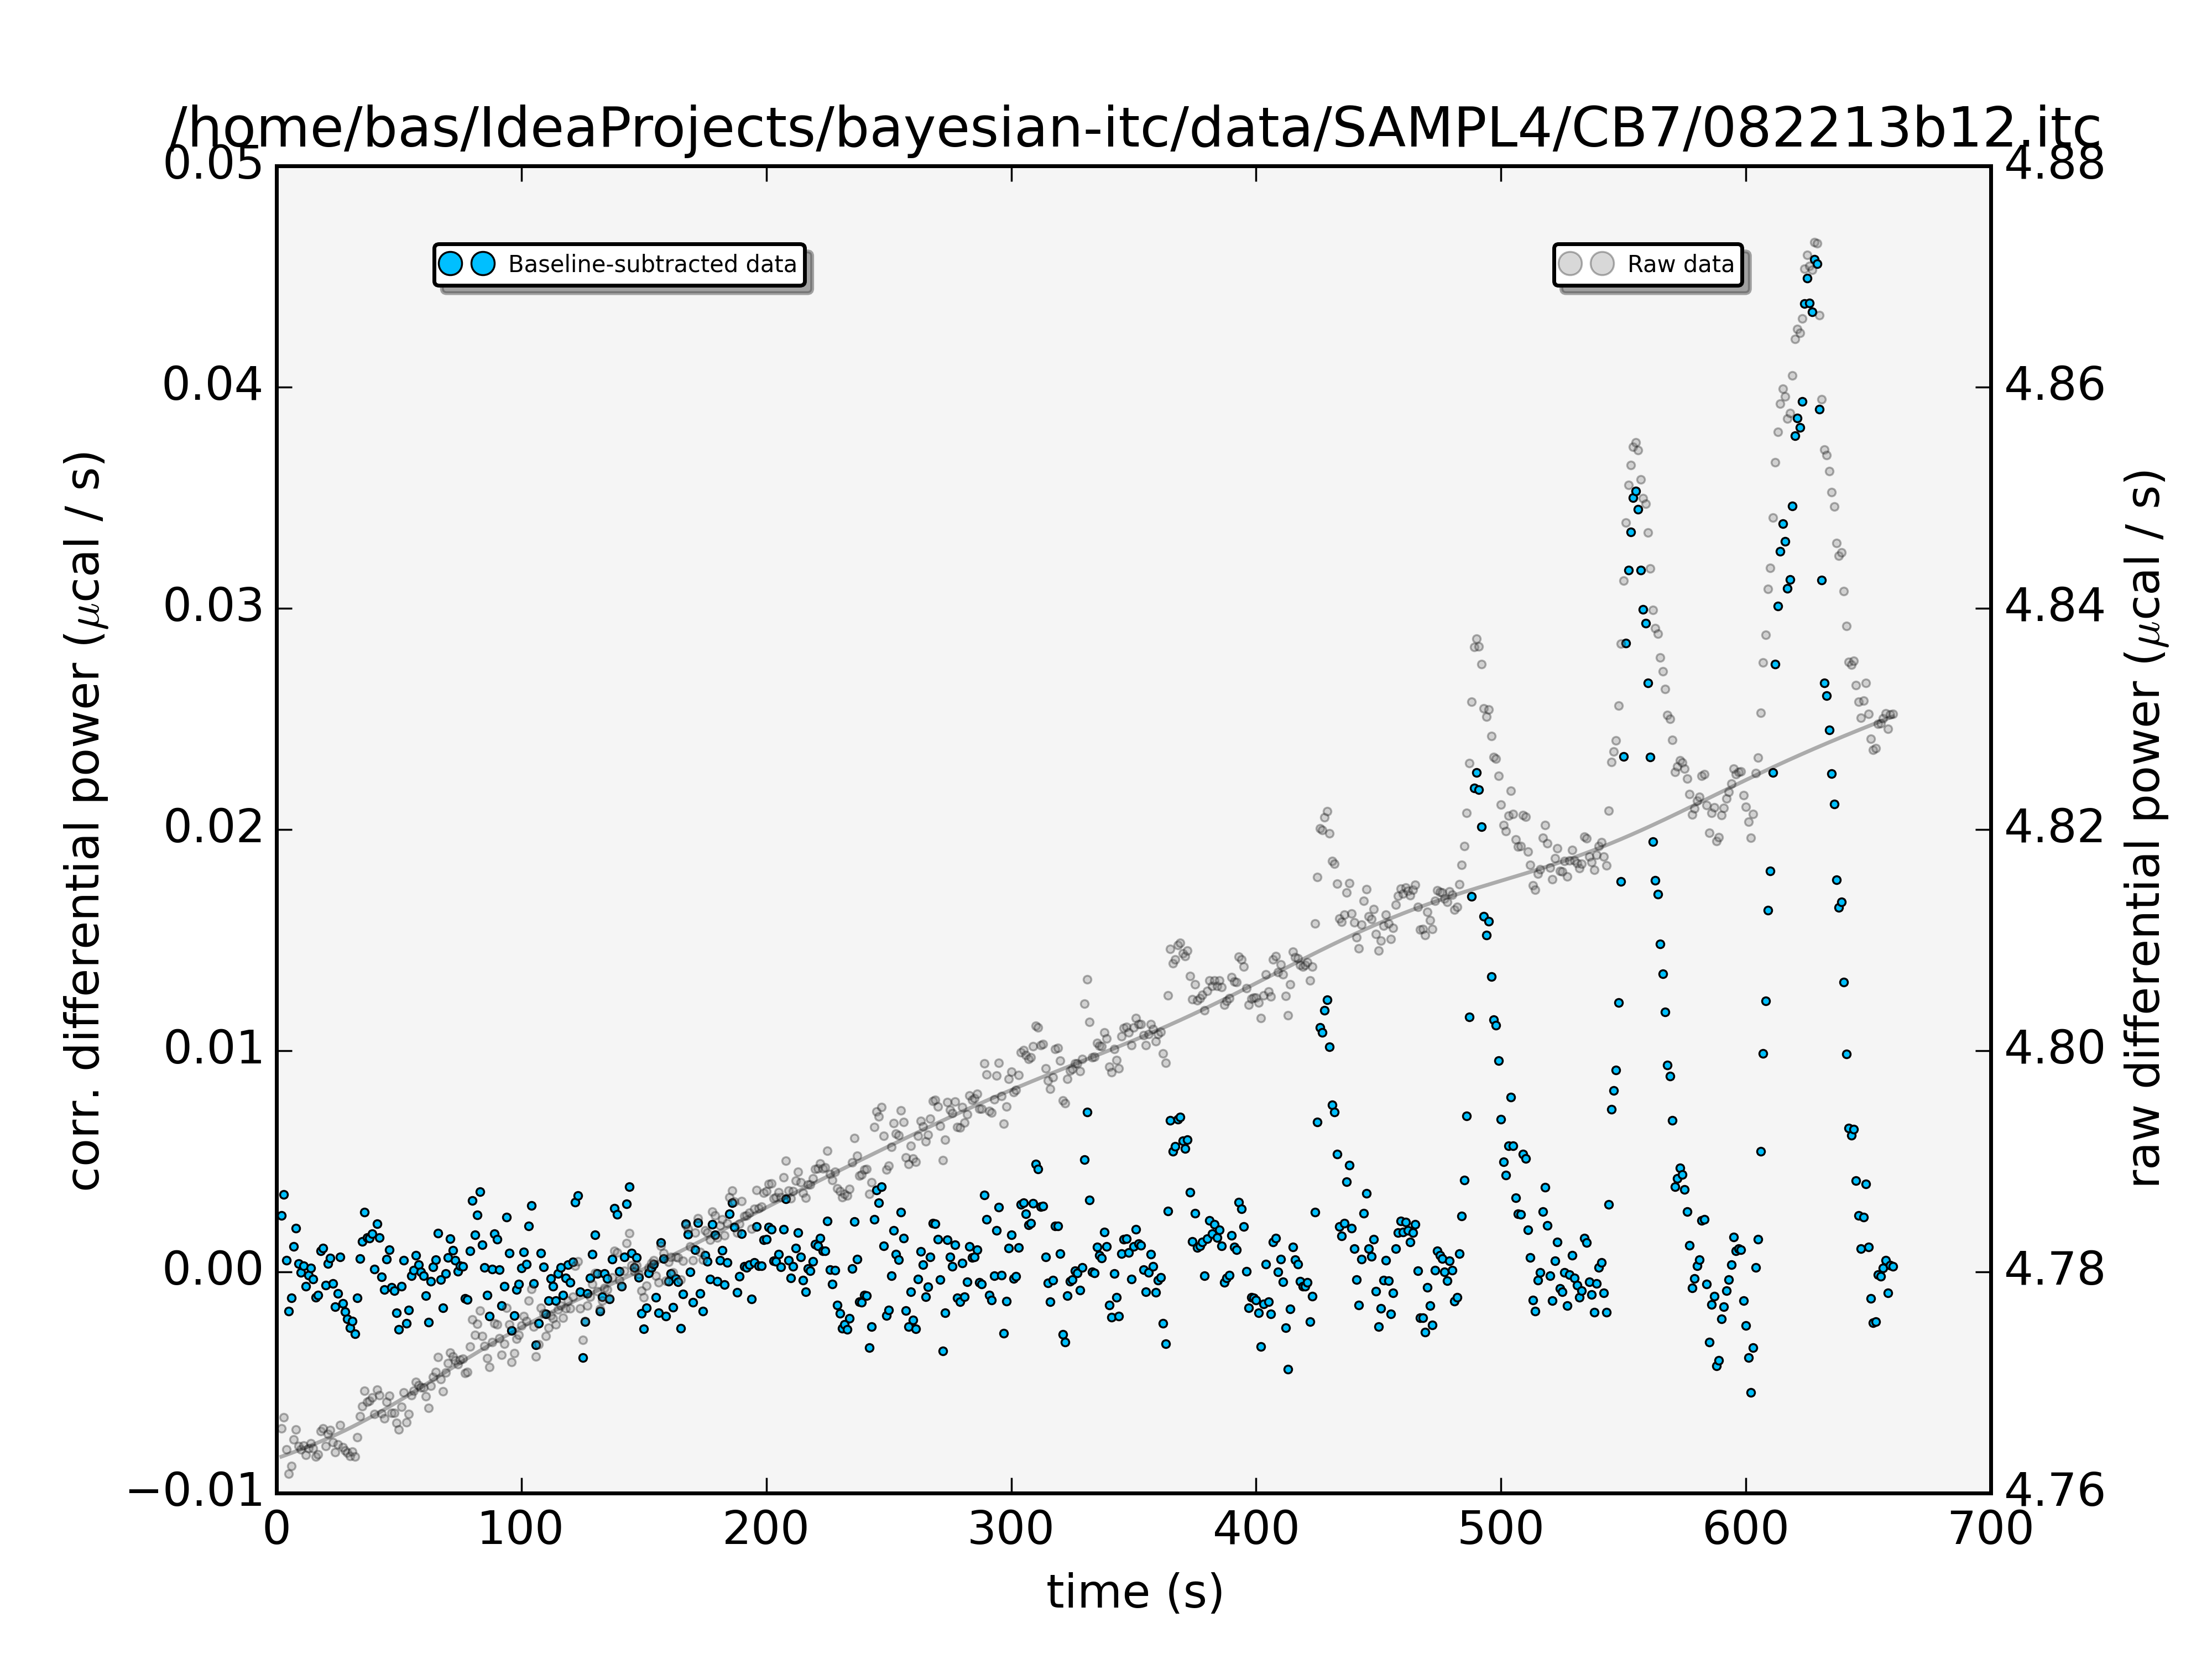 /home/bas/IdeaProjects/bayesian-itc/data/SAMPL4/CB7/082213b12.itc
0.05
4.88
Baseline-subtracted data
Raw data
0.04
4.86
0.03
4.84
corr. differential power (μcal / s)
raw differential power (μcal / s)
0.02
4.82
0.01
4.80
0.00
4.78
−0.01
4.76
0 100 200 300 400 500 600 700
time (s)